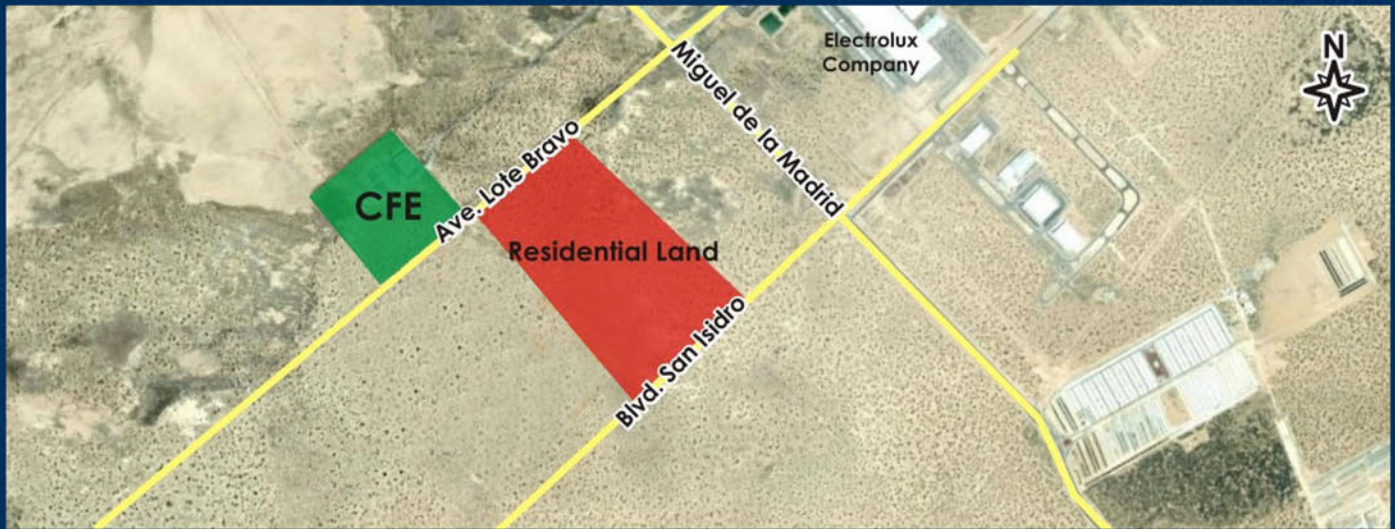 Electrolux
Company
N
Miguel de la Madrid
Ave. Lote Bravo
CFE
Residential Land
Blvd. San Isidro